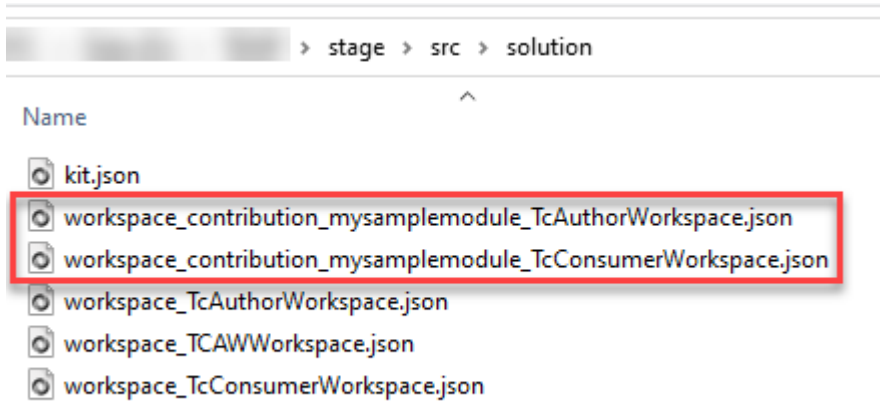 > stage > src > solution
Name
kit.json
workspace_contribution_mysamplemodule_TcAuthorWorkspace.json
workspace_contribution_mysamplemodule_TcConsumerWorkspace.json
workspace_TcAuthorWorkspace.json
workspace_TCAWWorkspace.json
workspace_TcConsumerWorkspace.json